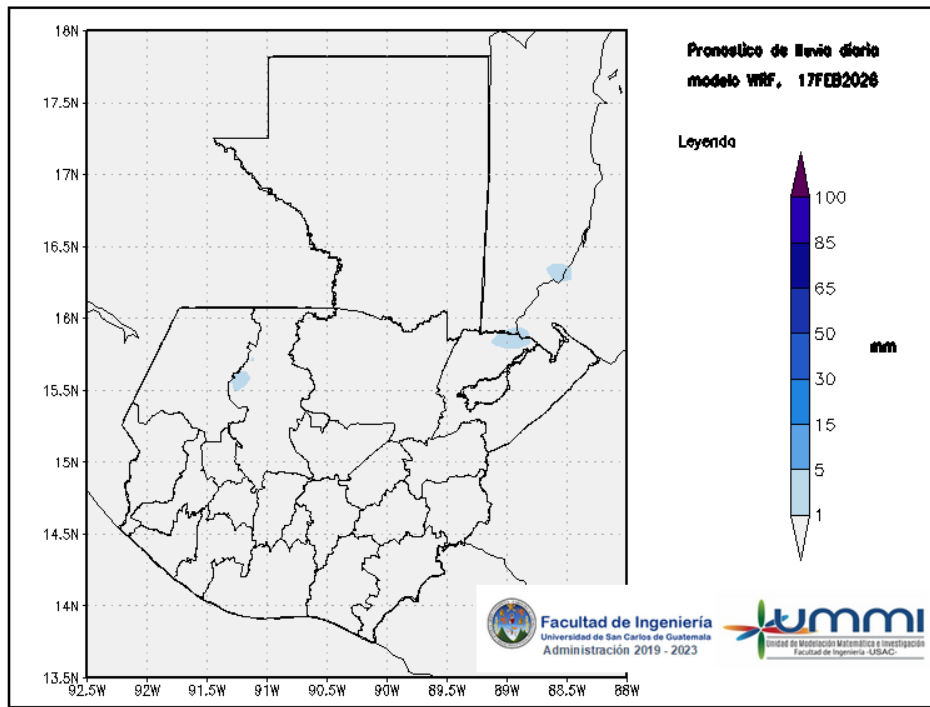 Pronostico de lluvia diaria
modelo WRF, 17FEB2026
Leyenda
100
85
65
50
30
15
5
1
mm
18N
17.5N
17N
16.5N
16N
15.5N
15N
14.5N
14N
13.5N
92.5W 92W 91.5W 91W 90.5W 90W 89.5W 89W 88.5W 88W
Facultad de Ingeniería
Universidad de San Carlos de Guatemala
Administración 2019 - 2023
UMMI
Unidad de Modelación Matemática e Investigación
Facultad de Ingeniería -USAC-